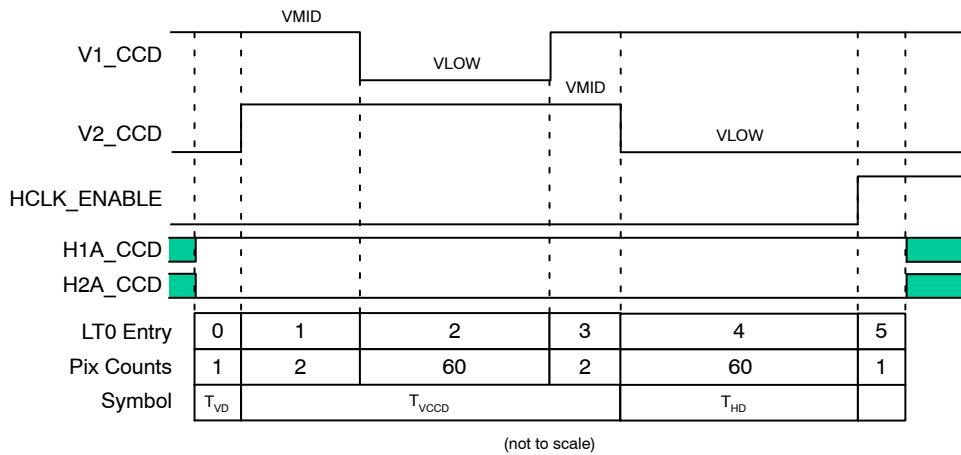 VMID
V1_CCD
VLOW
VMID
V2_CCD
VLOW
HCLK_ENABLE
H1A_CCD
H2A_CCD
LT0 Entry 0 1 2 3 4 5
Pix Counts 1 2 60 2 60 1
Symbol TVD TVCCD THD
(not to scale)